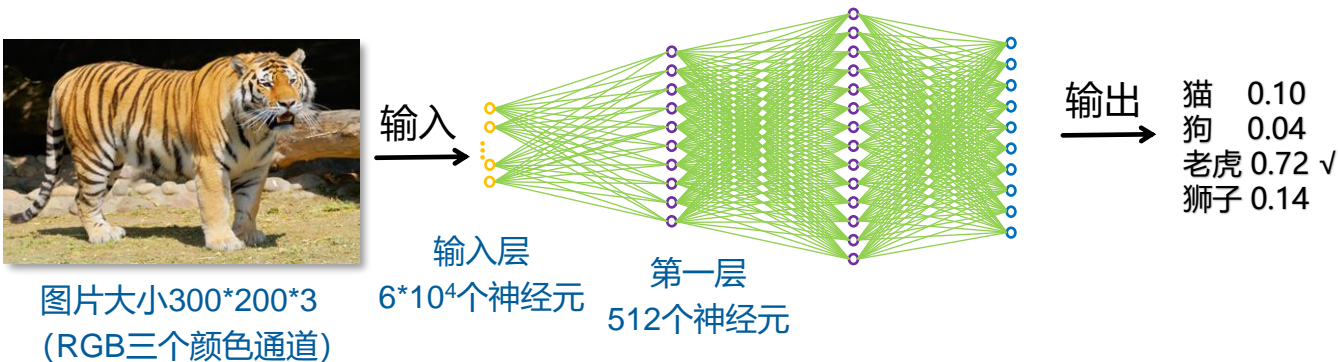 输入
输出
猫 0.10
狗 0.04
老虎 0.72 √
狮子 0.14
输入层
6*10⁴个神经元
第一层
512个神经元
图片大小300*200*3
(RGB三个颜色通道)